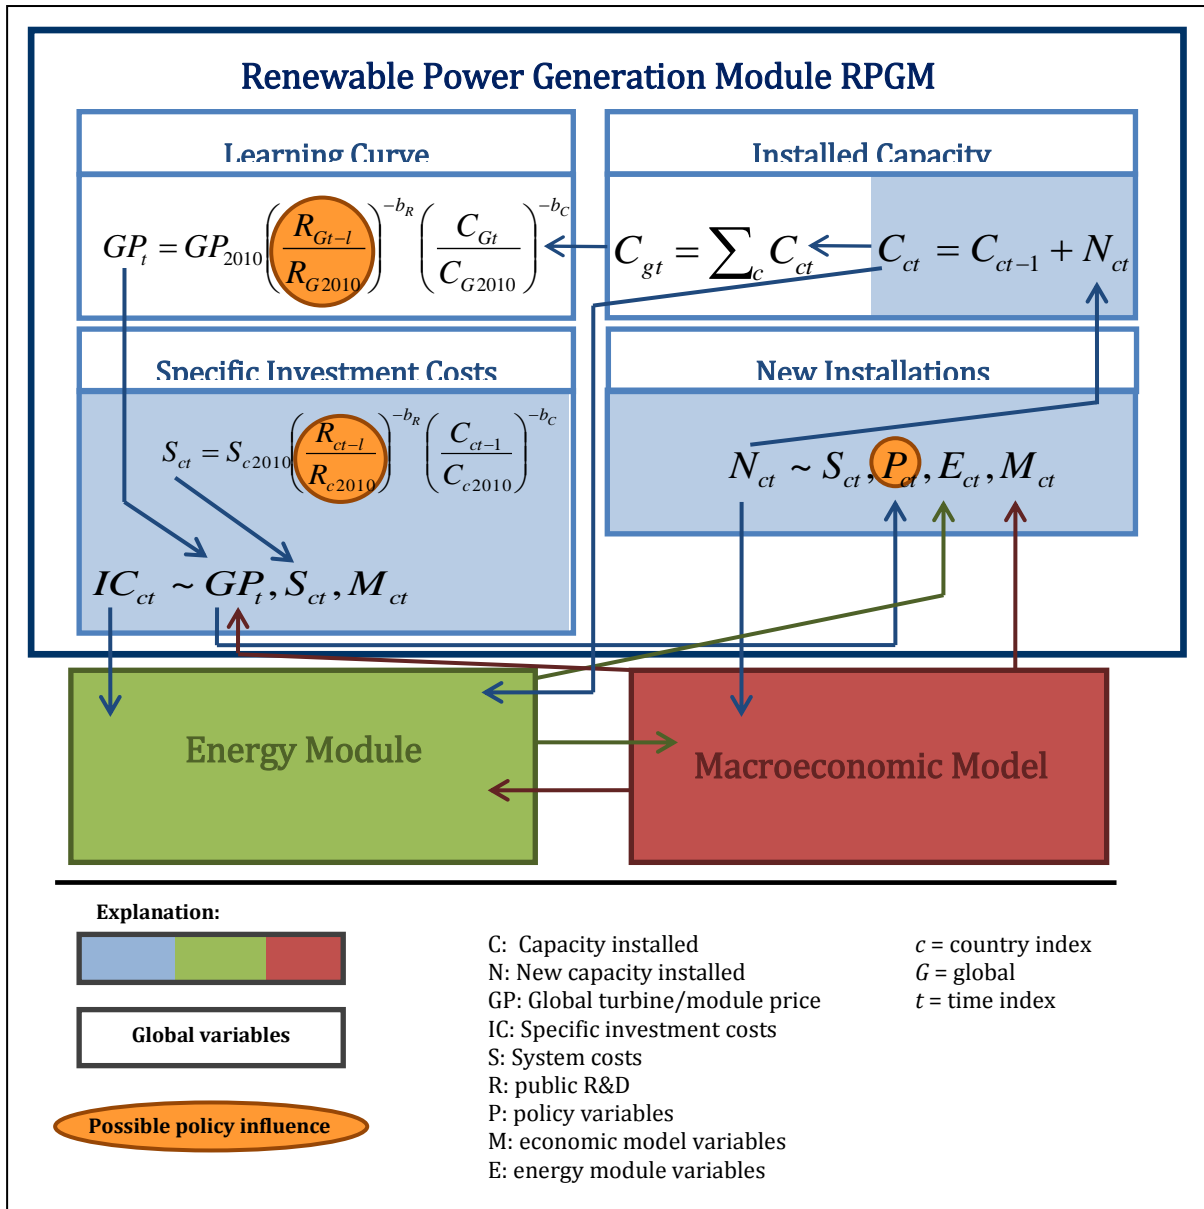 Renewable Power Generation Module RPGM
Learning Curve
Installed Capacity
GP_t = GP_2010 (R_Gt-l / R_G2010)^-b_R (C_Gt / C_G2010)^-b_C
C_gt = ∑_c C_ct
C_ct = C_ct-1 + N_ct
Specific Investment Costs
New Installations
S_ct = S_c2010 (R_ct-l / R_c2010)^-b_R (C_ct-1 / C_c2010)^-b_C
N_ct ~ S_ct, P_ct, E_ct, M_ct
IC_ct ~ GP_t, S_ct, M_ct
Energy Module
Macroeconomic Model
Explanation:
Global variables
Possible policy influence
C: Capacity installed
N: New capacity installed
GP: Global turbine/module price
IC: Specific investment costs
S: System costs
R: public R&D
P: policy variables
M: economic model variables
E: energy module variables
c = country index
G = global
t = time index